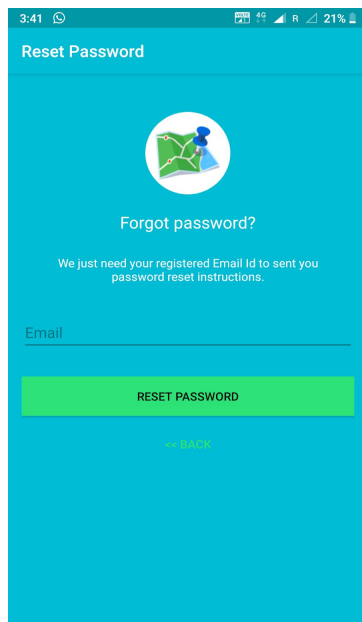 3:41 VoLTE 4G R 21%
Reset Password
Forgot password?
We just need your registered Email Id to sent you
password reset instructions.
Email
RESET PASSWORD
<< BACK